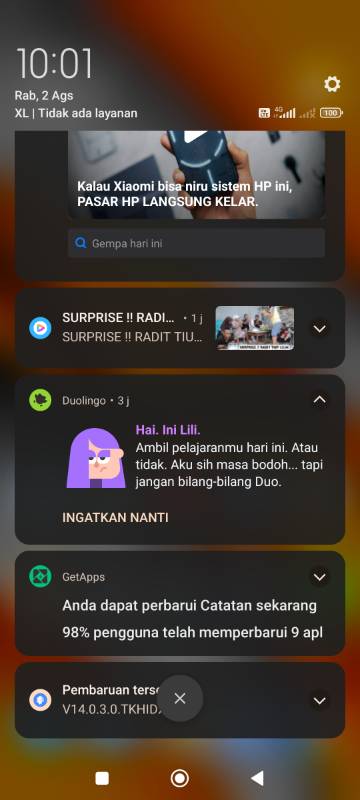 10:01
Rab, 2 Ags
XL | Tidak ada layanan
4G
100
Kalau Xiaomi bisa niru sistem HP ini,
PASAR HP LANGSUNG KELAR.
Gempa hari ini
SURPRISE !! RADI... • 1 j
SURPRISE !! RADIT TIU...
Duolingo • 3 j
Hai. Ini Lili.
Ambil pelajaranmu hari ini. Atau
tidak. Aku sih masa bodoh... tapi
jangan bilang-bilang Duo.
INGATKAN NANTI
GetApps
Anda dapat perbarui Catatan sekarang
98% pengguna telah memperbarui 9 apl
Pembaruan terse
V14.0.3.0.TKHID